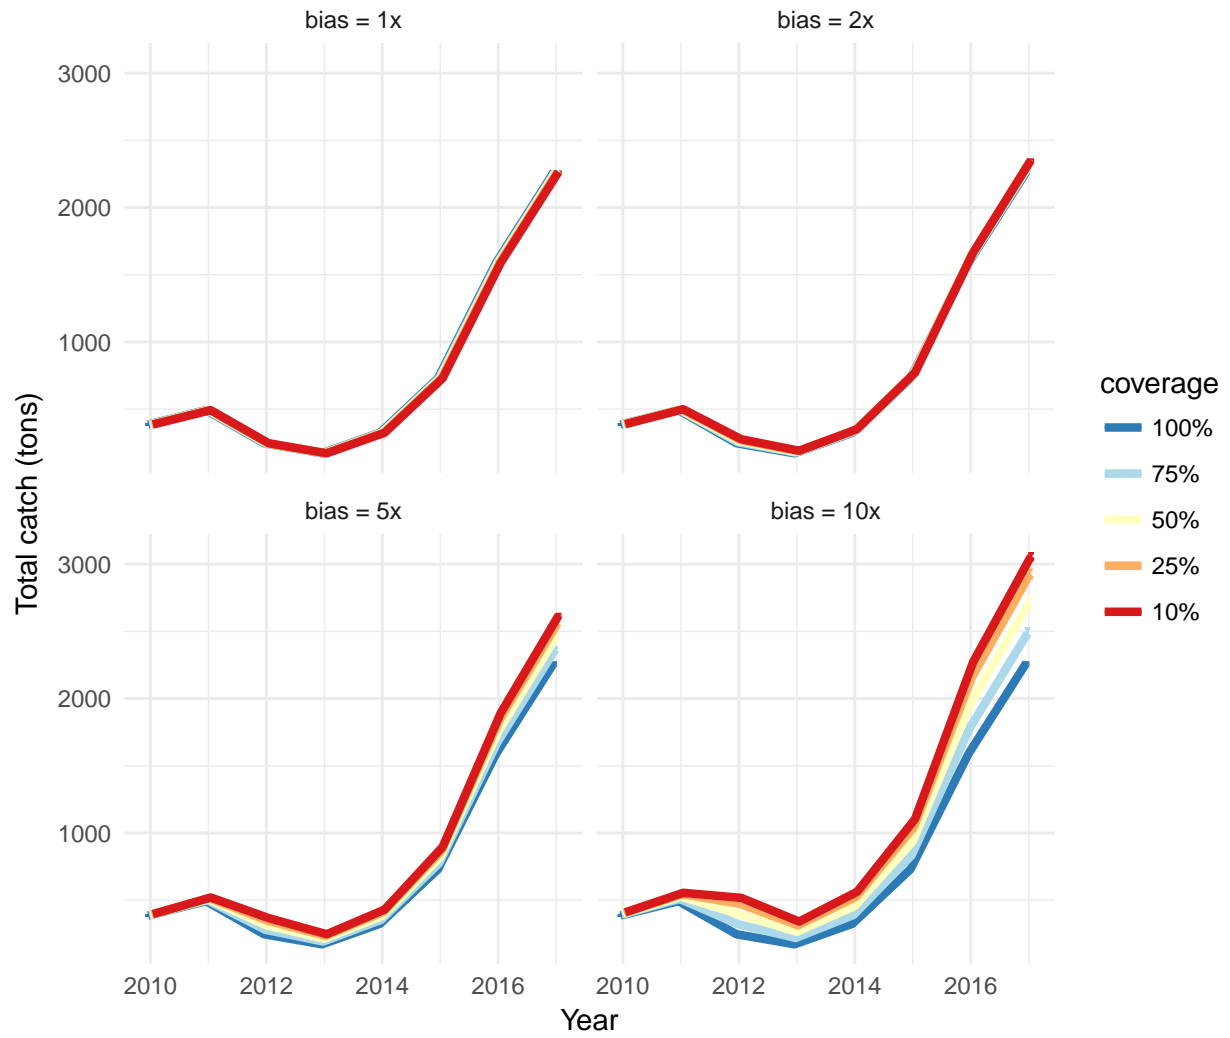 bias = 1x
bias = 2x
3000
2000
1000
bias = 5x
bias = 10x
3000
2000
1000
2010
2012
2014
2016
2010
2012
2014
2016
Year
Total catch (tons)
coverage
100%
75%
50%
25%
10%